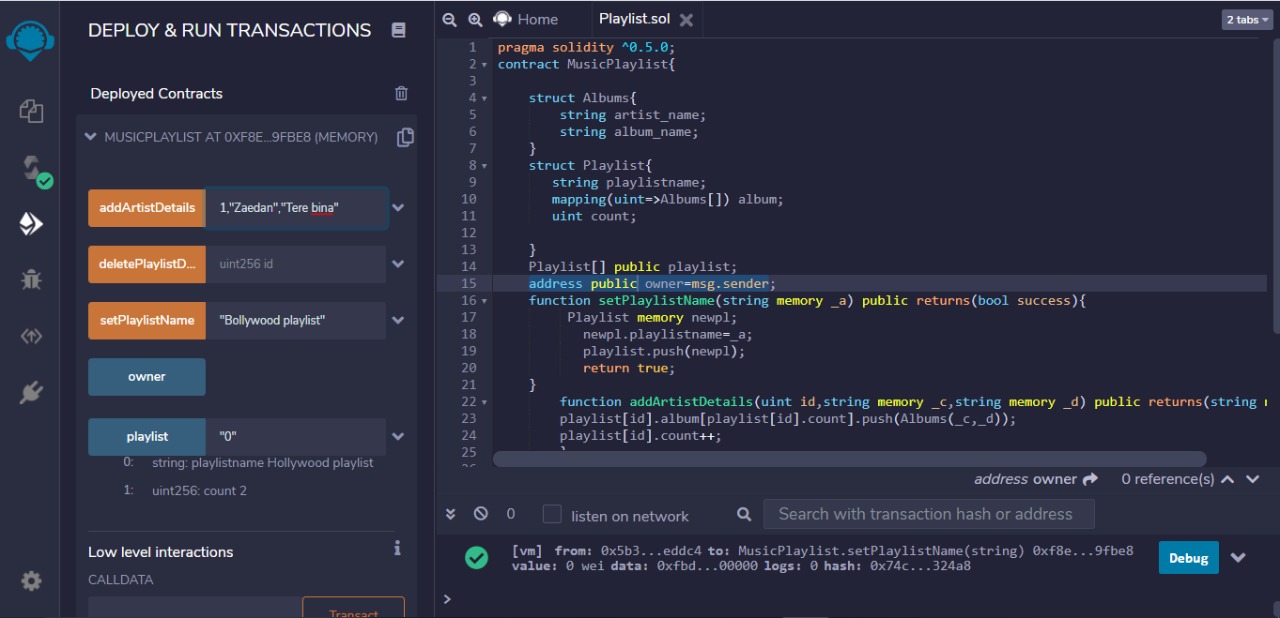 DEPLOY & RUN TRANSACTIONS
Deployed Contracts
MUSICPLAYLIST AT 0XF8E...9FBE8 (MEMORY)
addArtistDetails 1,"Zaedan","Tere bina"
deletePlaylistD... uint256 id
setPlaylistName "Bollywood playlist"
owner
playlist "0"
0: string: playlistname Hollywood playlist
1: uint256: count 2
Low level interactions
i
CALLDATA
Transact
Home
Playlist.sol
2 tabs
1 pragma solidity ^0.5.0;
2 contract MusicPlaylist{
3
4 struct Albums{
5 string artist_name;
6 string album_name;
7 }
8 struct Playlist{
9 string playlistname;
10 mapping(uint=>Albums[]) album;
11 uint count;
12
13 }
14 Playlist[] public playlist;
15 address public owner=msg.sender;
16 function setPlaylistName(string memory _a) public returns(bool success){
17 Playlist memory newpl;
18 newpl.playlistname=_a;
19 playlist.push(newpl);
20 return true;
21 }
22 function addArtistDetails(uint id,string memory _c,string memory _d) public returns(string
23 playlist[id].album[playlist[id].count].push(Albums(_c,_d));
24 playlist[id].count++;
25
address owner 0 reference(s)
0 listen on network Search with transaction hash or address
[vm] from: 0x5b3...eddc4 to: MusicPlaylist.setPlaylistName(string) 0xf8e...9fbe8
value: 0 wei data: 0xfbd...00000 logs: 0 hash: 0x74c...324a8
Debug
>